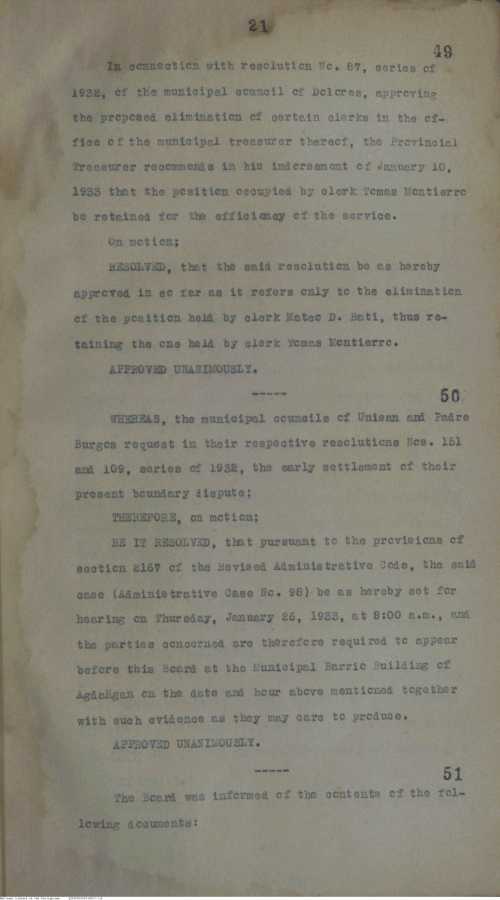 21
49
In connection with resolution No. 87, series of
1932, of the municipal council of Dolores, approving
the proposed elimination of certain clerks in the of-
fice of the municipal treasurer thereof, the Provincial
Treasurer recommends in his indorsement of January 10,
1933 that the position occupied by clerk Tomas Montierro
be retained for the efficiency of the service.
On motion;
RESOLVED, that the said resolution be as hereby
approved in so far as it refers only to the elimination
of the position held by clerk Mateo D. Bati, thus re-
taining the one held by clerk Tomas Montierro.
APPROVED UNANIMOUSLY.
-----
50
WHEREAS, the municipal councils of Unisan and Padre
Burgos request in their respective resolutions Nos. 151
and 109, series of 1932, the early settlement of their
present boundary dispute;
THEREFORE, on motion;
BE IT RESOLVED, that pursuant to the provisions of
section 2167 of the Revised Administrative Code, the said
case (Administrative Case No. 98) be as hereby set for
hearing on Thursday, January 26, 1933, at 8:00 a.m., and
the parties concerned are therefore required to appear
before this Board at the Municipal Barrio Building of
on the date and hour above mentioned together
with such evidence as they may care to produce.
APPROVED UNANIMOUSLY.
-----
51
The Board was informed of the contents of the fol-
lowing documents: